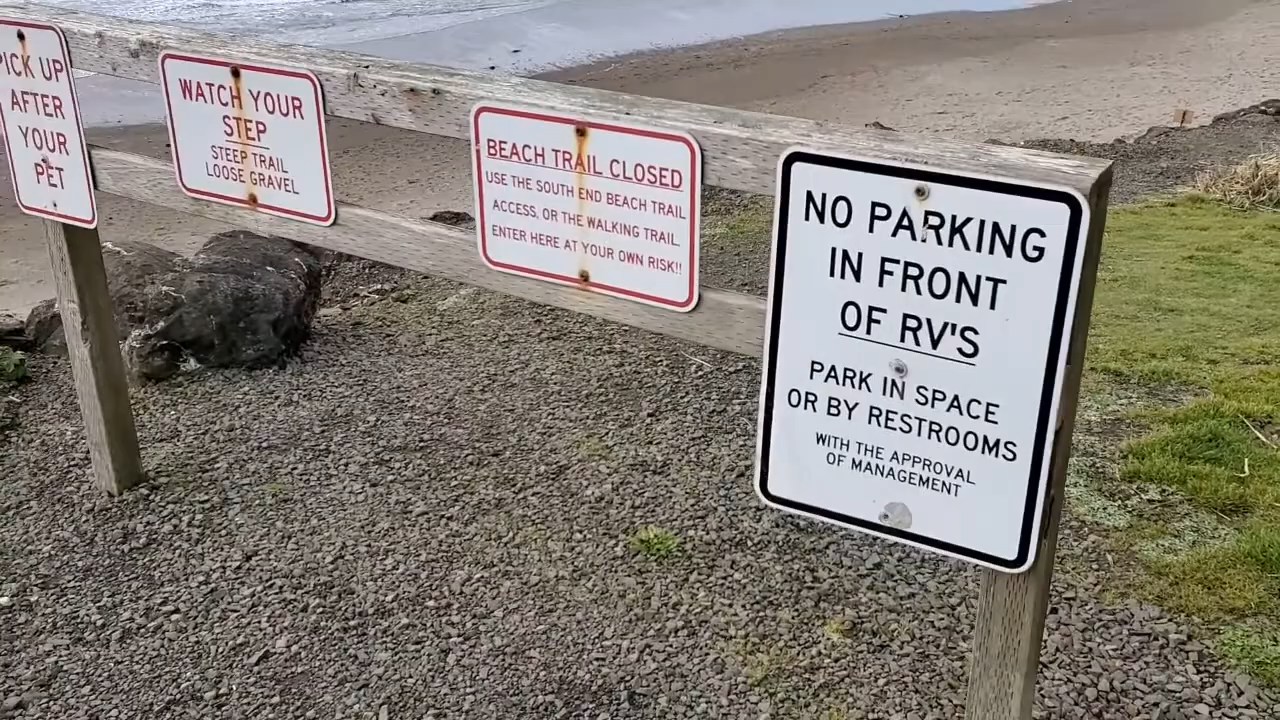 PICK UP
AFTER
YOUR
PET
WATCH YOUR
STEP
STEEP TRAIL
LOOSE GRAVEL
BEACH TRAIL CLOSED
USE THE SOUTH END BEACH TRAIL
ACCESS, OR THE WALKING TRAIL.
ENTER HERE AT YOUR OWN RISK!!
NO PARKING
IN FRONT
OF RV'S
PARK IN SPACE
OR BY RESTROOMS
WITH THE APPROVAL
OF MANAGEMENT